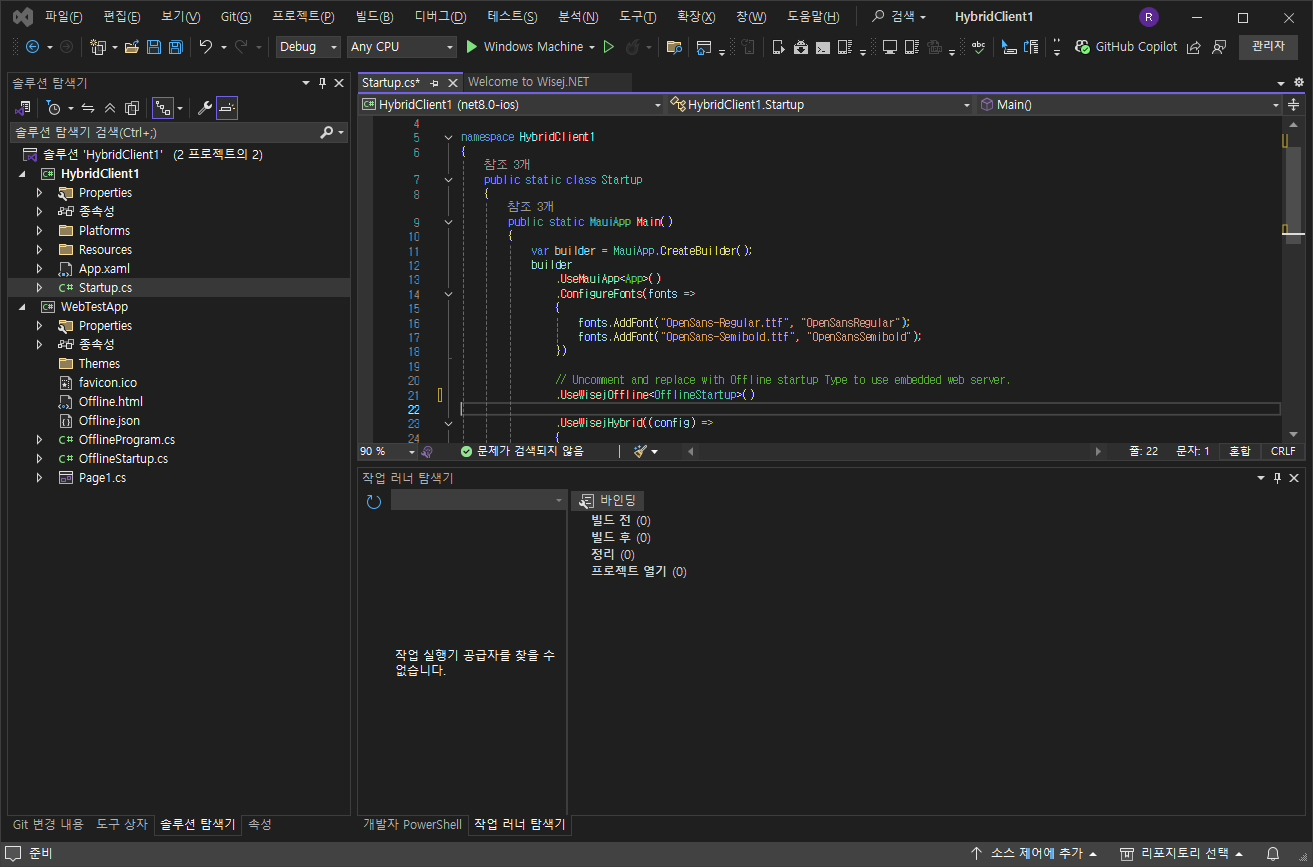 파일(F) 편집(E) 보기(V) Git(G) 프로젝트(P) 빌드(B) 디버그(D) 테스트(S) 분석(N) 도구(T) 확장(X) 창(W) 도움말(H) 검색 HybridClient1 R
Debug Any CPU Windows Machine abc GitHub Copilot 관리자
솔루션 탐색기
솔루션 탐색기 검색(Ctrl+;)
솔루션 'HybridClient1' (2 프로젝트의 2)
HybridClient1
Properties
종속성
Platforms
Resources
App.xaml
C# Startup.cs
WebTestApp
Properties
종속성
Themes
favicon.ico
Offline.html
Offline.json
C# OfflineProgram.cs
C# OfflineStartup.cs
Page1.cs
Git 변경 내용 도구 상자 솔루션 탐색기 속성
Startup.cs* Welcome to Wisej.NET
HybridClient1 (net8.0-ios) HybridClient1.Startup Main()
4
5 namespace HybridClient1
6 {
참조 3개
7 public static class Startup
8 {
참조 3개
9 public static MauiApp Main()
10 {
11 var builder = MauiApp.CreateBuilder();
12 builder
13 .UseMauiApp<App>()
14 .ConfigureFonts(fonts =>
15 {
16 fonts.AddFont("OpenSans-Regular.ttf", "OpenSansRegular");
17 fonts.AddFont("OpenSans-Semibold.ttf", "OpenSansSemibold");
18 })
19
20 // Uncomment and replace with Offline startup Type to use embedded web server.
21 .UseWisejOffline<OfflineStartup>()
22
23 .UseWisejHybrid((config) =>
24 {
90 % 문제가 검색되지 않음 줄: 22 문자: 1 혼합 CRLF
작업 러너 탐색기
바인딩
빌드 전 (0)
빌드 후 (0)
정리 (0)
프로젝트 열기 (0)
작업 실행기 공급자를 찾을 수
없습니다.
개발자 PowerShell 작업 러너 탐색기
준비 소스 제어에 추가 리포지토리 선택